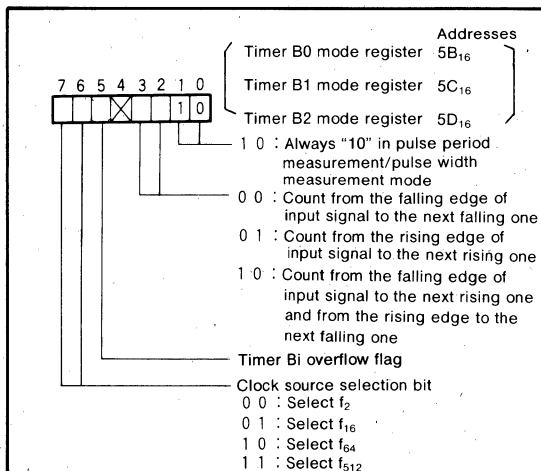 Addresses
Timer B0 mode register 5B₁₆
7 6 5 4 3 2 1 0
Timer B1 mode register 5C₁₆
1 0
Timer B2 mode register 5D₁₆
1 0 : Always "10" in pulse period
measurement/pulse width
measurement mode
0 0 : Count from the falling edge of
input signal to the next falling one
0 1 : Count from the rising edge of
input signal to the next rising one
1 0 : Count from the falling edge of
input signal to the next rising one
and from the rising edge to the
next falling one
Timer Bi overflow flag
Clock source selection bit
0 0 : Select f₂
0 1 : Select f₁₆
1 0 : Select f₆₄
1 1 : Select f₅₁₂